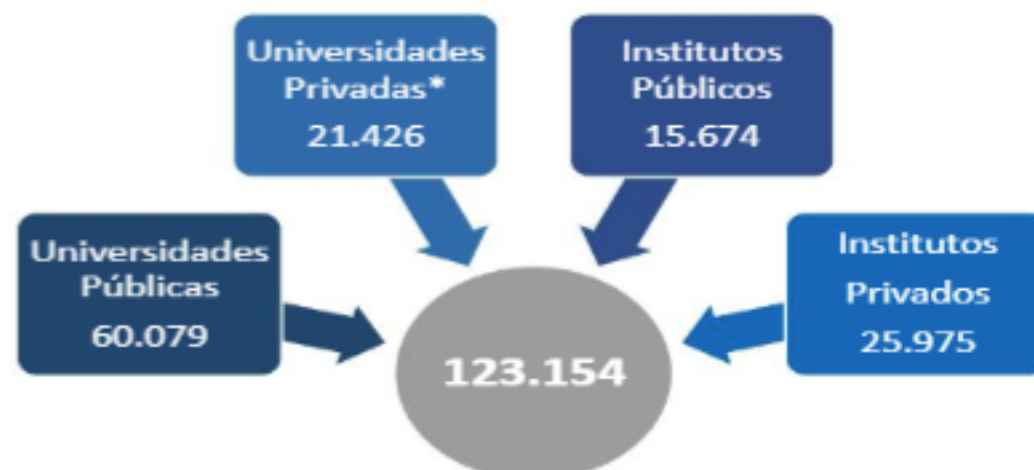 Universidades
Privadas*
21.426
Institutos
Públicos
15.674
Universidades
Públicas
60.079
Institutos
Privados
25.975
123.154